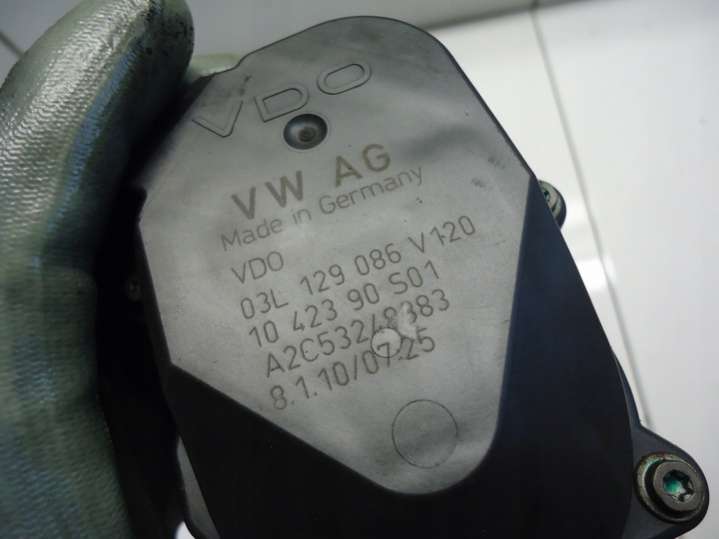 VDO
VW AG
Made in Germany
VDO
03L 129 086 V120
10 423 90 S01
A2C53248383
8.1.10/07:25